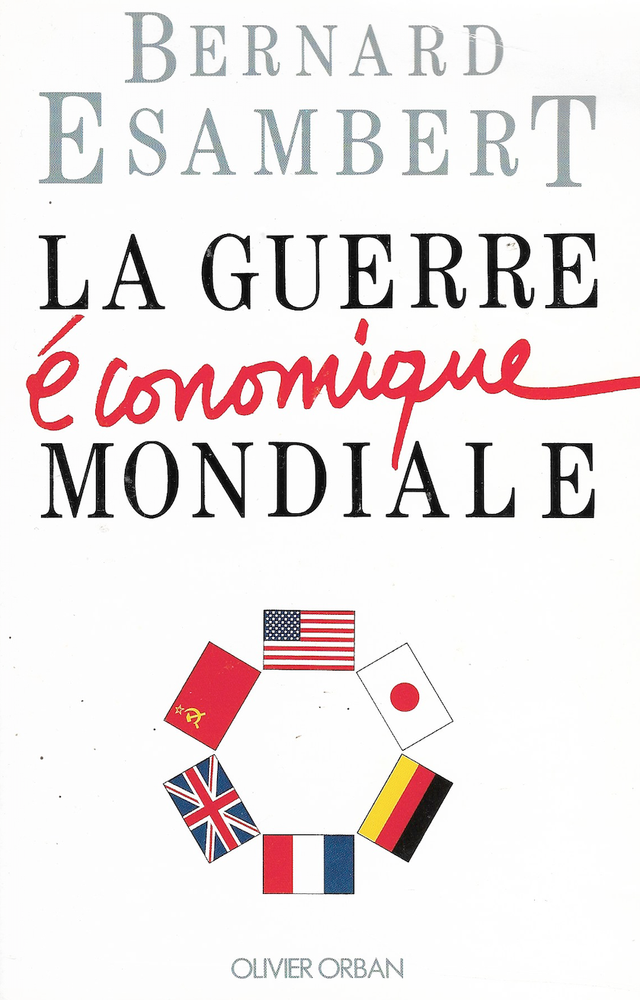 BERNARD
ESAMBERT
LA GUERRE
économique
MONDIALE
OLIVIER ORBAN